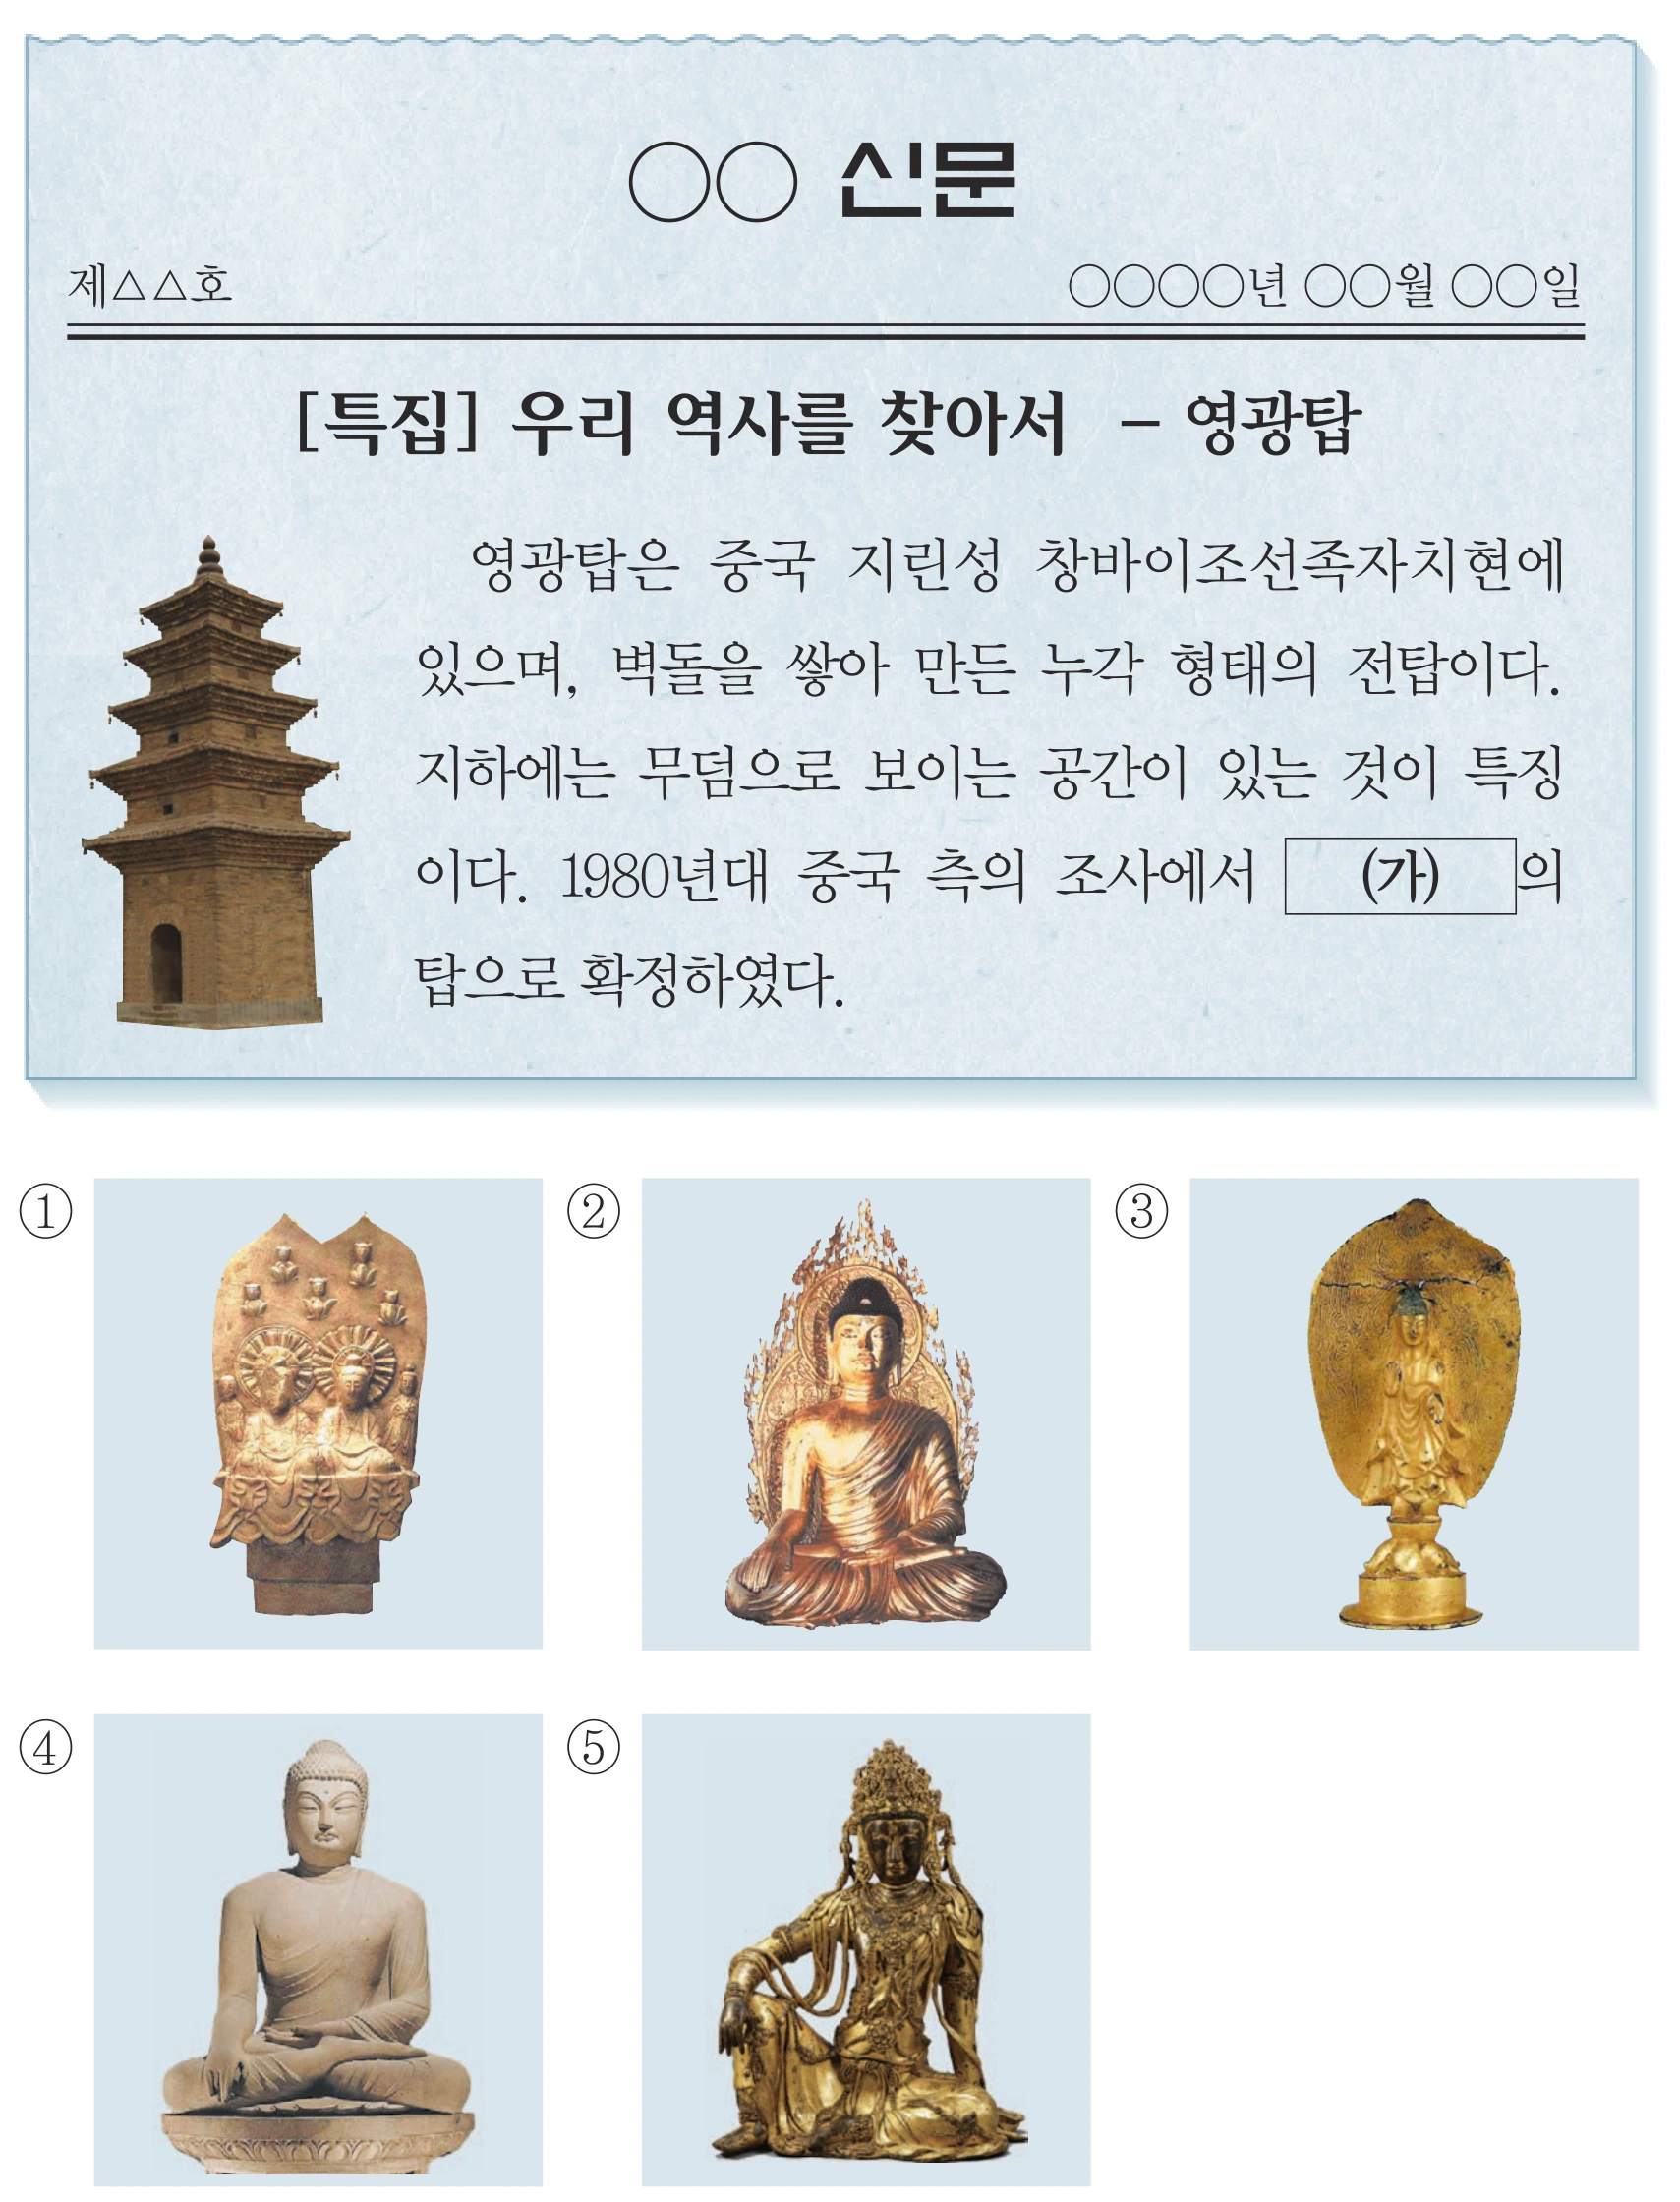 ○○ 신문
제△△호 ○○○○년 ○○월 ○○일
[특집] 우리 역사를 찾아서 - 영광탑
영광탑은 중국 지린성 창바이조선족자치현에
있으며, 벽돌을 쌓아 만든 누각 형태의 전탑이다.
지하에는 무덤으로 보이는 공간이 있는 것이 특징
이다. 1980년대 중국 측의 조사에서 (가) 의
탑으로 확정하였다.
① ② ③
④ ⑤